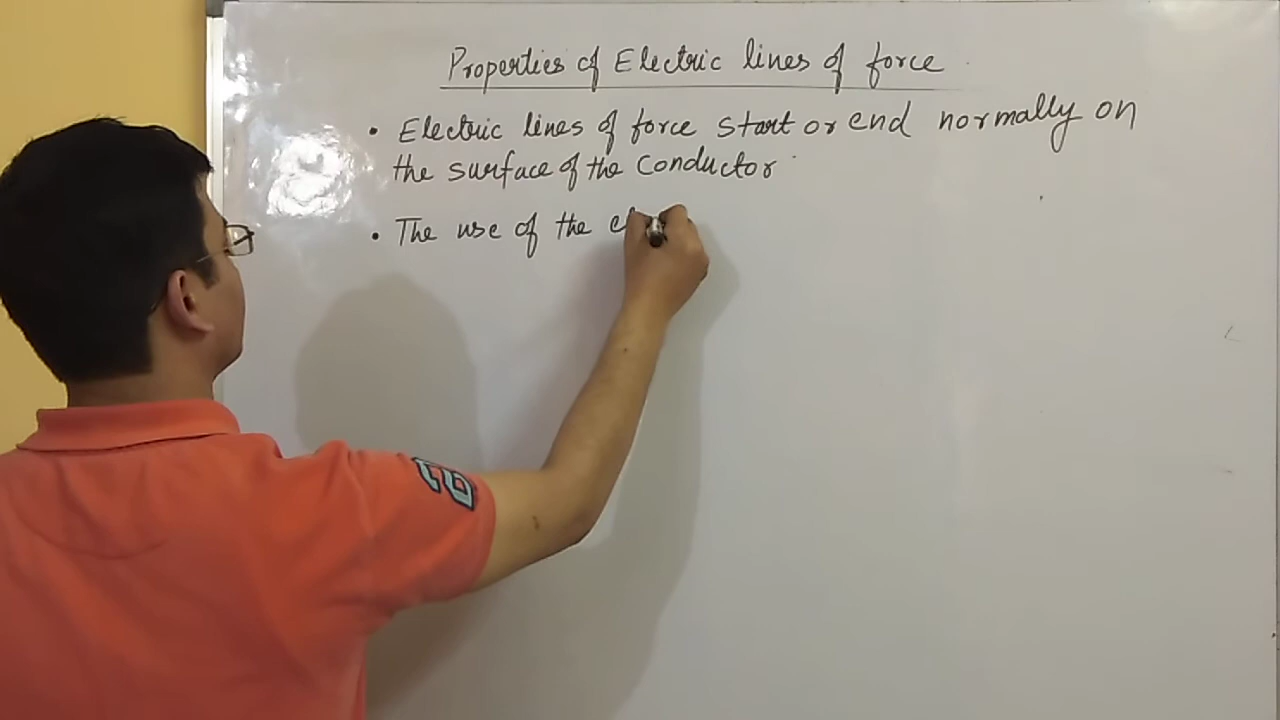 Properties of Electric lines of force
• Electric lines of force start or end normally on
the surface of the Conductor
• The use of the